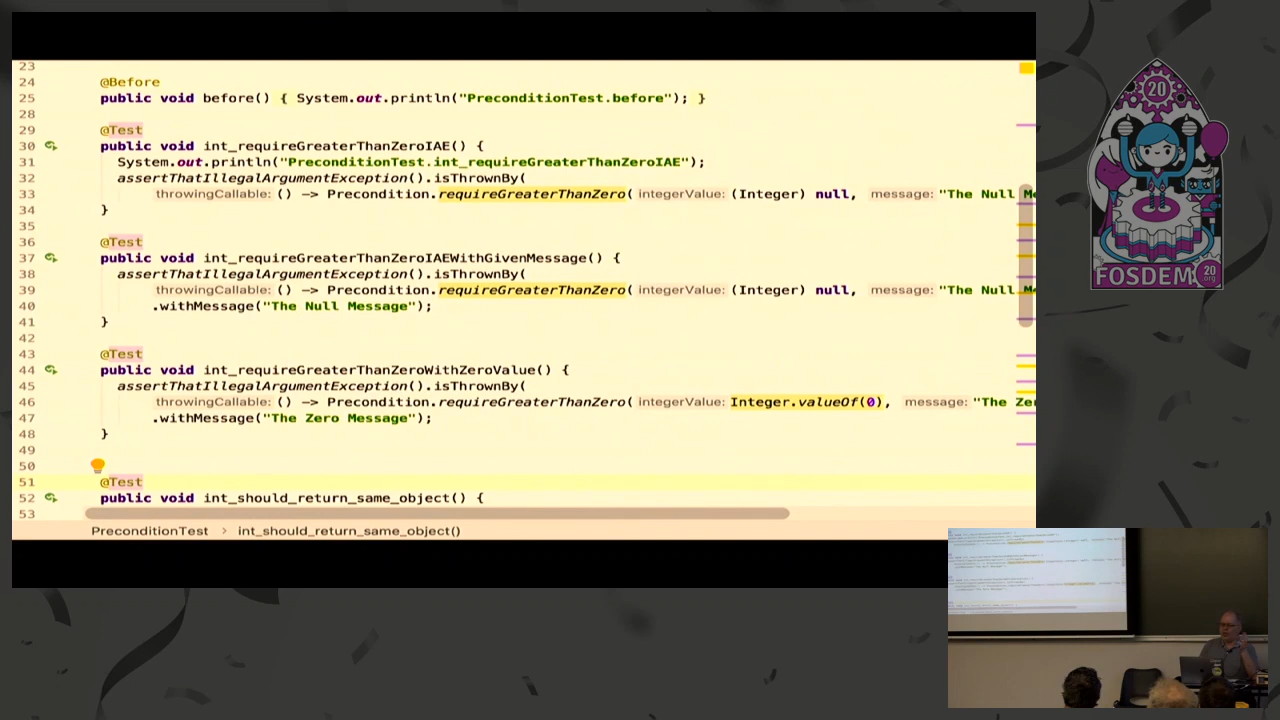 23
24 @Before
25 public void before() { System.out.println("PreconditionTest.before"); }
28
29 @Test
30 public void int_requireGreaterThanZeroIAE() {
31 System.out.println("PreconditionTest.int_requireGreaterThanZeroIAE");
32 assertThatIllegalArgumentException().isThrownBy(
33 throwingCallable: () -> Precondition.requireGreaterThanZero( integerValue: (Integer) null, message: "The Null Me
34 }
35
36 @Test
37 public void int_requireGreaterThanZeroIAEWithGivenMessage() {
38 assertThatIllegalArgumentException().isThrownBy(
39 throwingCallable: () -> Precondition.requireGreaterThanZero( integerValue: (Integer) null, message: "The Null Me
40 .withMessage("The Null Message");
41 }
42
43 @Test
44 public void int_requireGreaterThanZeroWithZeroValue() {
45 assertThatIllegalArgumentException().isThrownBy(
46 throwingCallable: () -> Precondition.requireGreaterThanZero( integerValue: Integer.valueOf(0), message: "The Zer
47 .withMessage("The Zero Message");
48 }
49
50
51 @Test
52 public void int_should_return_same_object() {
53
PreconditionTest > int_should_return_same_object()
20
FOSDEM 20 .org